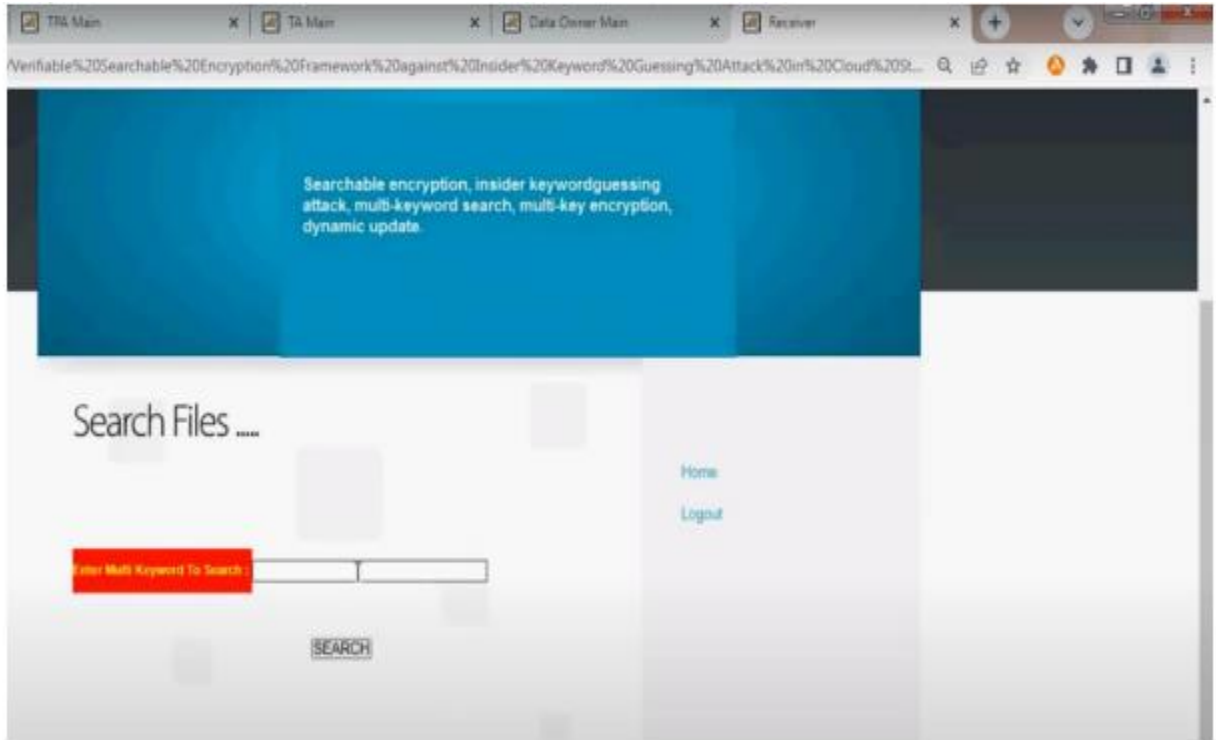 TPA Main
TA Main
Data Owner Main
Receiver
/Verifiable%20Searchable%20Encryption%20Framework%20against%20Insider%20Keyword%20Guessing%20Attack%20in%20Cloud%20St...
Searchable encryption, insider keywordguessing
attack, multi-keyword search, multi-key encryption,
dynamic update.
Search Files .....
Home
Logout
Enter Multi Keyword To Search :
SEARCH